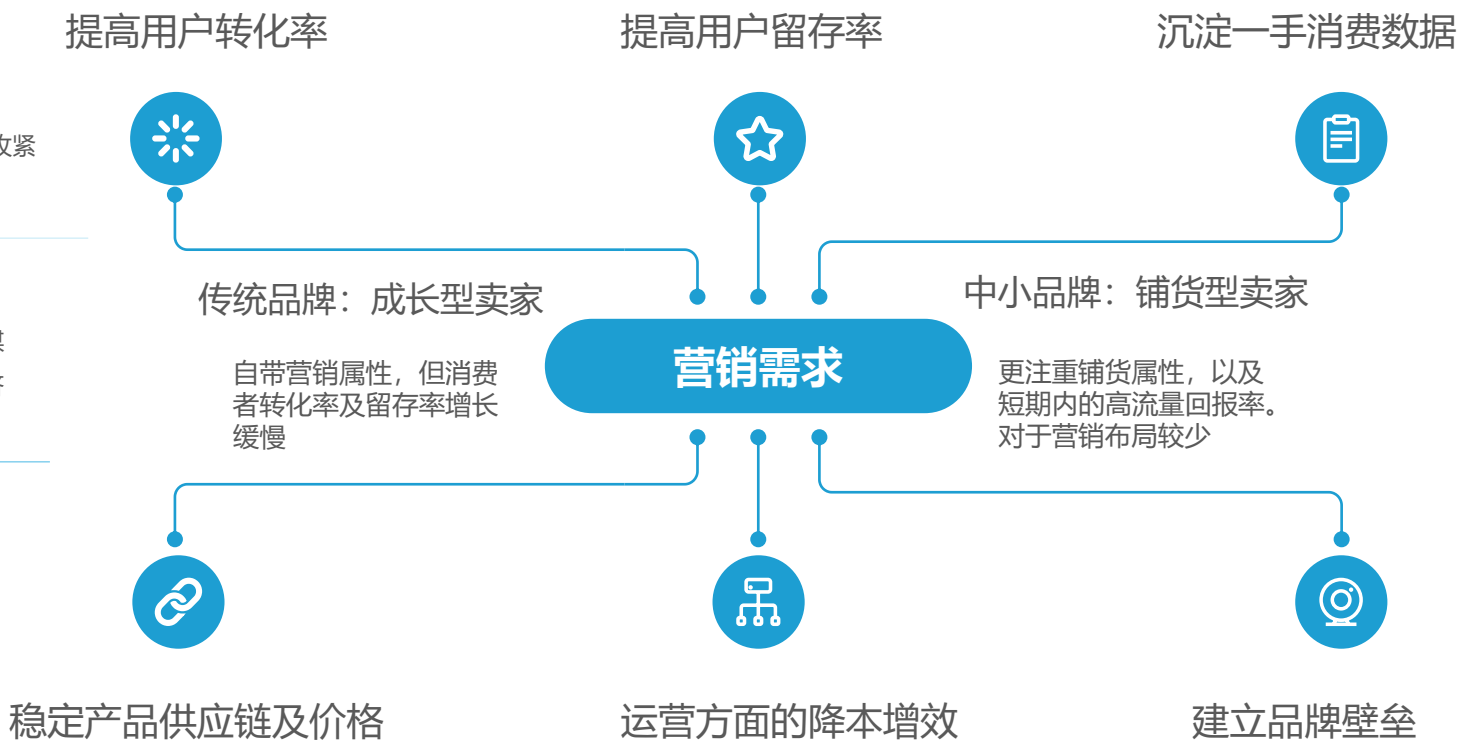 提高用户转化率
提高用户留存率
沉淀一手消费数据
收紧
传统品牌：成长型卖家
中小品牌：铺货型卖家
营销需求
自带营销属性，但消费
者转化率及留存率增长
缓慢
更注重铺货属性，以及
短期内的高流量回报率。
对于营销布局较少
稳定产品供应链及价格
运营方面的降本增效
建立品牌壁垒